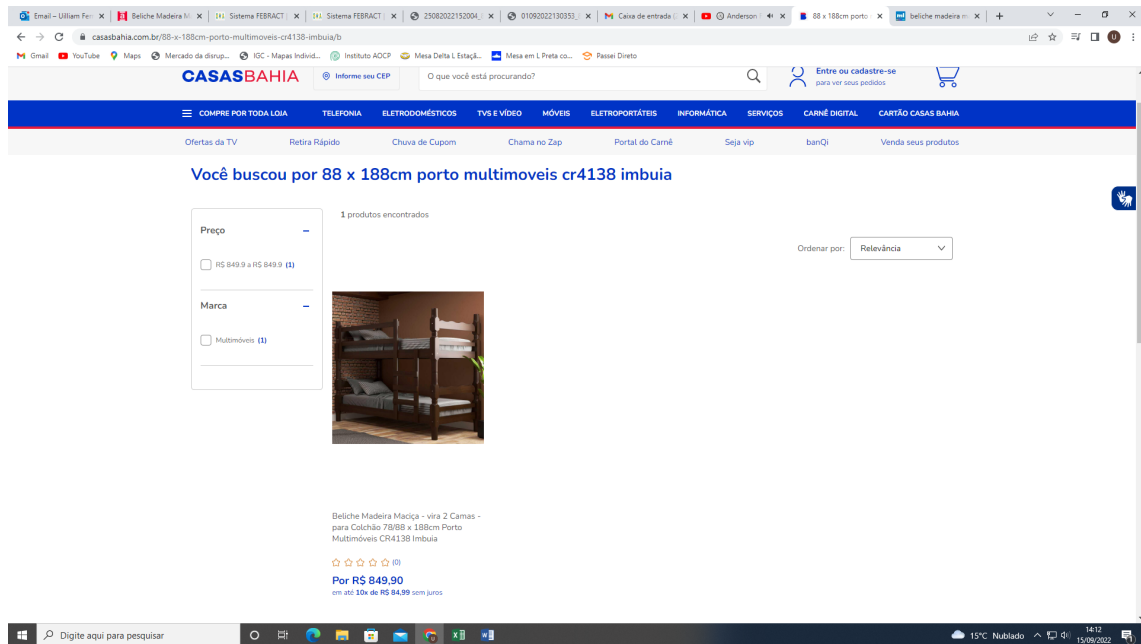 Email – Uilliam Fer
Beliche Madeira M
Sistema FEBRACT
Sistema FEBRACT
25082022152004_
01092022130353_
Caixa de entrada (
Anderson
88 x 188cm porto
beliche madeira m
casasbahia.com.br/88-x-188cm-porto-multimoveis-cr4138-imbuia/b
U
Gmail
YouTube
Maps
Mercado da disrup...
IGC - Mapas Individ...
Instituto AOCP
Mesa Delta L Estaçã...
Mesa em L Preta co...
Passei Direto
CASASBAHIA
Informe seu CEP
O que você está procurando?
Entre ou cadastre-se
para ver seus pedidos
COMPRE POR TODA LOJA
TELEFONIA
ELETRODOMÉSTICOS
TVS E VÍDEO
MÓVEIS
ELETROPORTÁTEIS
INFORMÁTICA
SERVIÇOS
CARNÊ DIGITAL
CARTÃO CASAS BAHIA
Ofertas da TV
Retira Rápido
Chuva de Cupom
Chama no Zap
Portal do Carnê
Seja vip
banQi
Venda seus produtos
Você buscou por 88 x 188cm porto multimoveis cr4138 imbuia
1 produtos encontrados
Preço
R$ 849.9 a R$ 849.9 (1)
Marca
Multimóveis (1)
Ordenar por:
Relevância
Beliche Madeira Maciça - vira 2 Camas -
para Colchão 78/88 x 188cm Porto
Multimóveis CR4138 Imbuia
(0)
Por R$ 849,90
em até 10x de R$ 84,99 sem juros
Digite aqui para pesquisar
15°C Nublado
14:12
15/09/2022